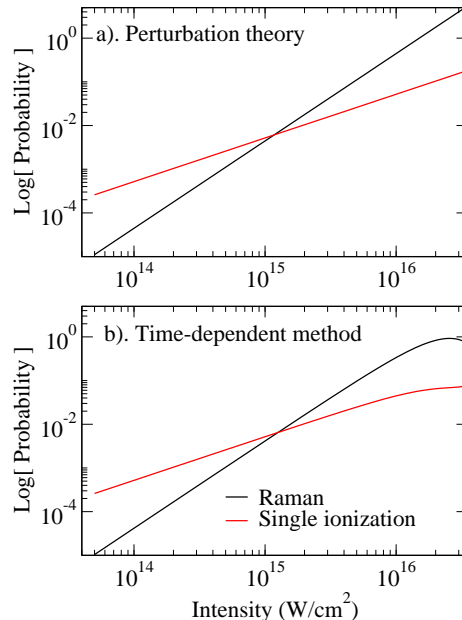 a). Perturbation theory
Log[ Probability ]
10^0
10^-2
10^-4
10^14 10^15 10^16
b). Time-dependent method
Log[ Probability ]
10^0
10^-2
10^-4
Raman
Single ionization
10^14 10^15 10^16
Intensity (W/cm^2)